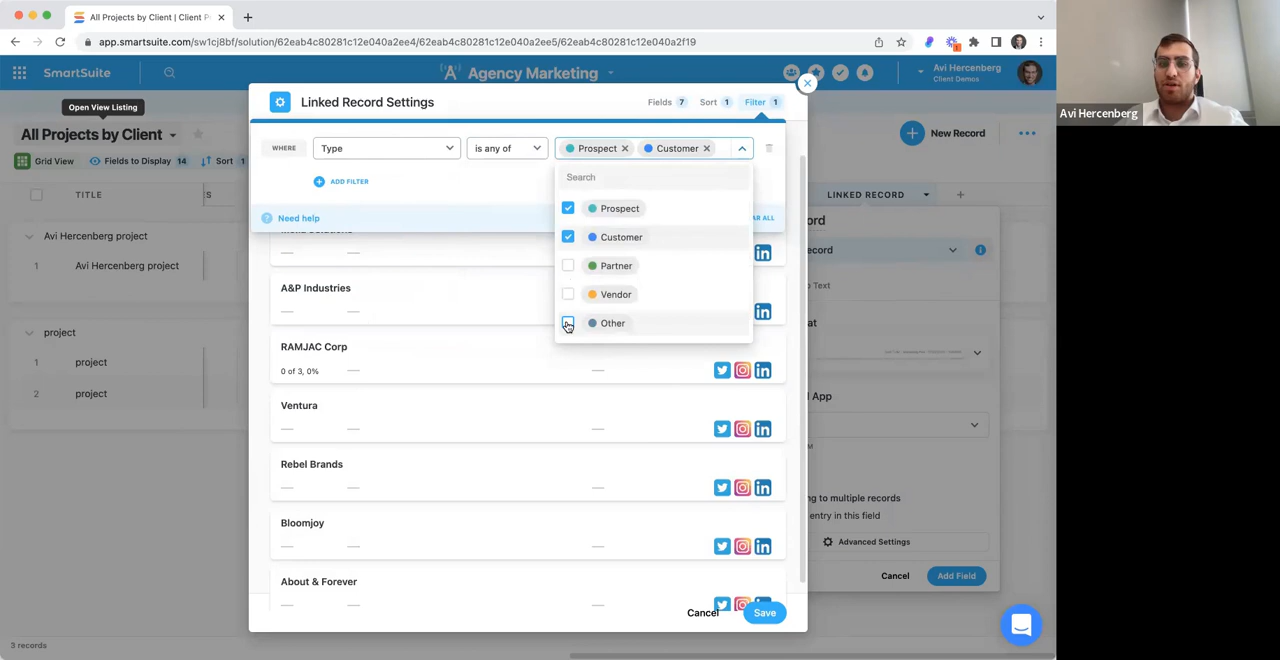 All Projects by Client | Client P
app.smartsuite.com/sw1cj8bf/solution/62eab4c80281c12e040a2ee4/62eab4c80281c12e040a2ee5/62eab4c80281c12e040a2f19
SmartSuite
Agency Marketing
Avi Hercenberg
Client Demos
Avi Hercenberg
Open View Listing
All Projects by Client
New Record
Grid View
Fields to Display 14
Sort 1
TITLE
S
LINKED RECORD
Avi Hercenberg project
1 Avi Hercenberg project
project
1 project
2 project
3 records
Linked Record Settings
Fields 7
Sort 1
Filter 1
WHERE
Type
is any of
Prospect
Customer
ADD FILTER
Need help
AR ALL
Search
Prospect
Customer
Partner
Vendor
Other
A&P Industries
RAMJAC Corp
0 of 3, 0%
Ventura
Rebel Brands
Bloomjoy
About & Forever
Cancel
Save
ord
ecord
o Text
at
d App
M
ng to multiple records
entry in this field
Advanced Settings
Cancel
Add Field